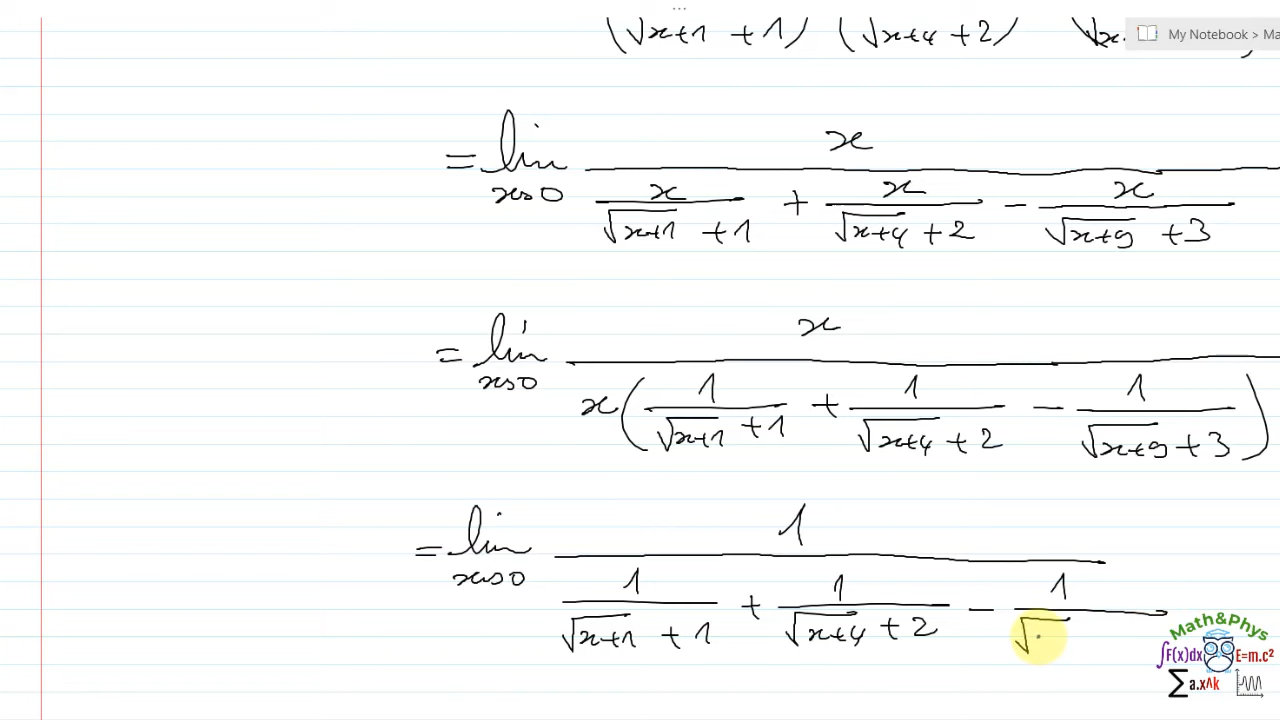 (√x+1 + 1) (√x+4 + 2) (√x
My Notebook > Ma
= lim x→0 x / (x/(√x+1 + 1) + x/(√x+4 + 2) - x/(√x+9 + 3))
= lim x→0 x / (x(1/(√x+1 + 1) + 1/(√x+4 + 2) - 1/(√x+9 + 3)))
= lim x→0 1 / (1/(√x+1 + 1) + 1/(√x+4 + 2) - 1/√
Math&Phys
∫F(x)dx E=m.c²
∑ a.x∧k